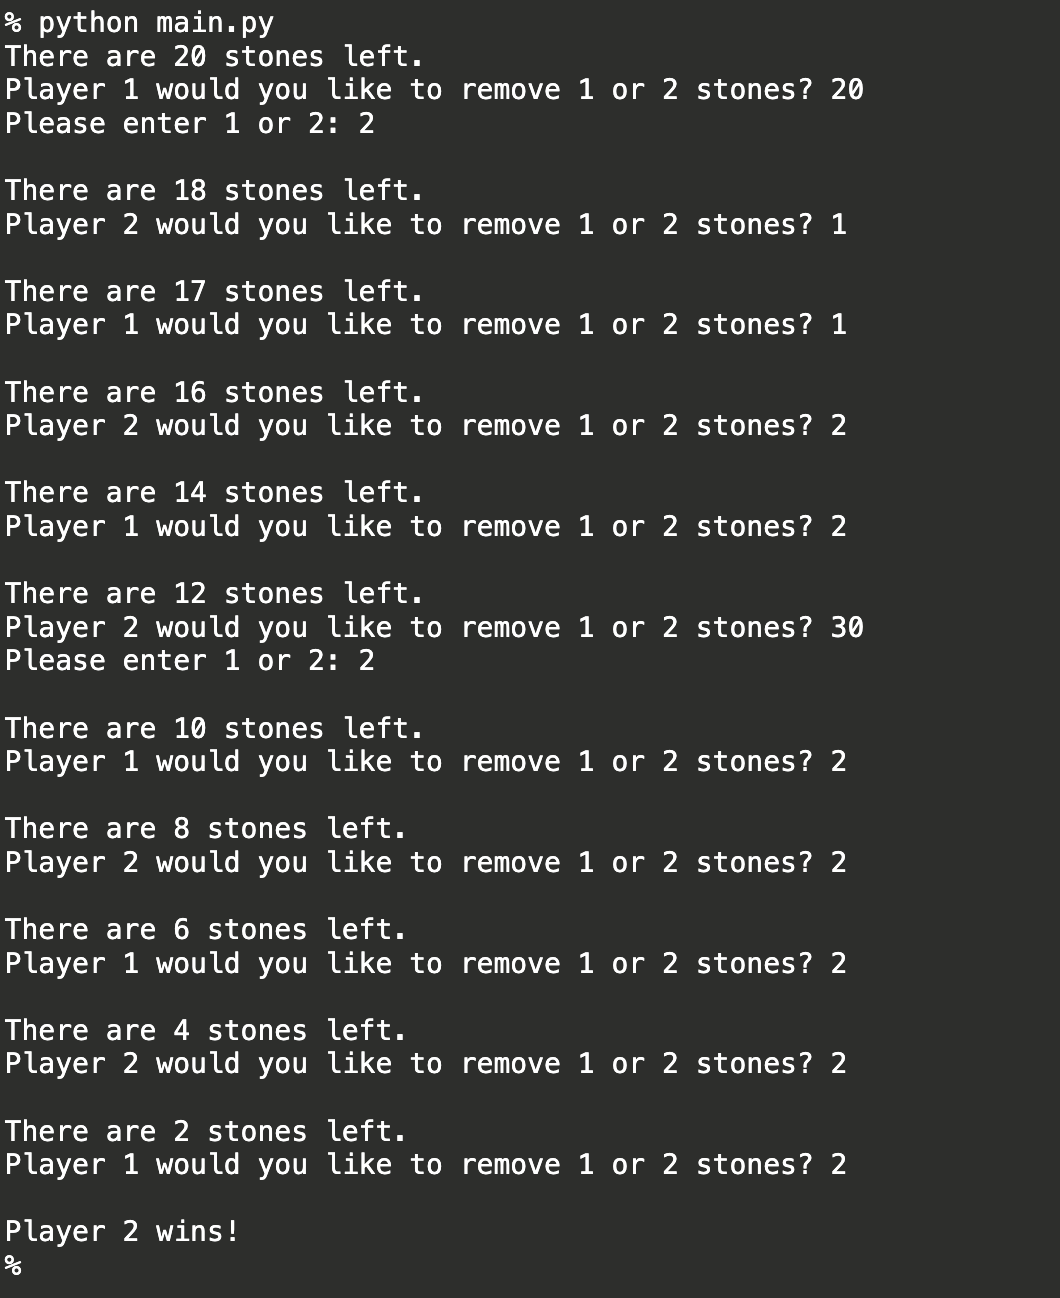 % python main.py
There are 20 stones left.
Player 1 would you like to remove 1 or 2 stones? 20
Please enter 1 or 2: 2
There are 18 stones left.
Player 2 would you like to remove 1 or 2 stones? 1
There are 17 stones left.
Player 1 would you like to remove 1 or 2 stones? 1
There are 16 stones left.
Player 2 would you like to remove 1 or 2 stones? 2
There are 14 stones left.
Player 1 would you like to remove 1 or 2 stones? 2
There are 12 stones left.
Player 2 would you like to remove 1 or 2 stones? 30
Please enter 1 or 2: 2
There are 10 stones left.
Player 1 would you like to remove 1 or 2 stones? 2
There are 8 stones left.
Player 2 would you like to remove 1 or 2 stones? 2
There are 6 stones left.
Player 1 would you like to remove 1 or 2 stones? 2
There are 4 stones left.
Player 2 would you like to remove 1 or 2 stones? 2
There are 2 stones left.
Player 1 would you like to remove 1 or 2 stones? 2
Player 2 wins!
%